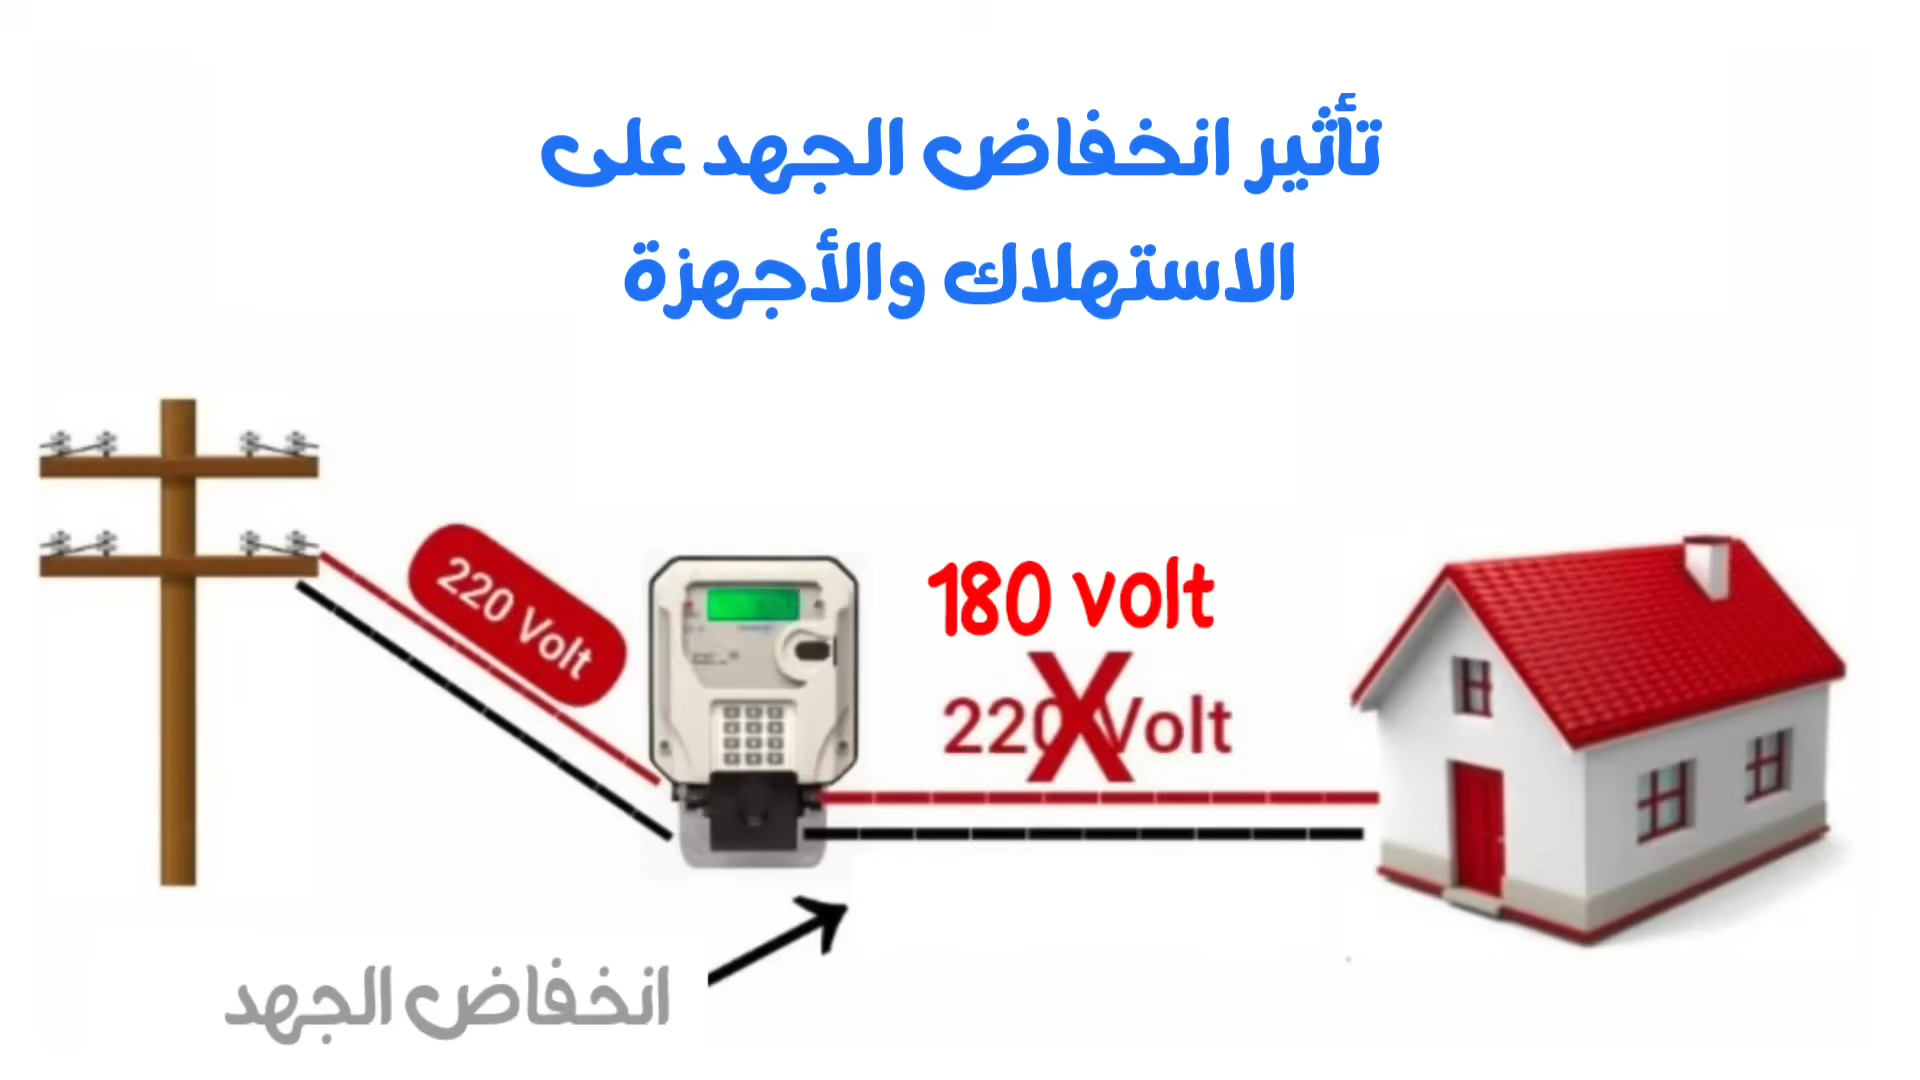 تأثير انخفاض الجهد على
الاستهلاك والأجهزة
220 Volt
180 volt
220 Volt
X
انخفاض الجهد